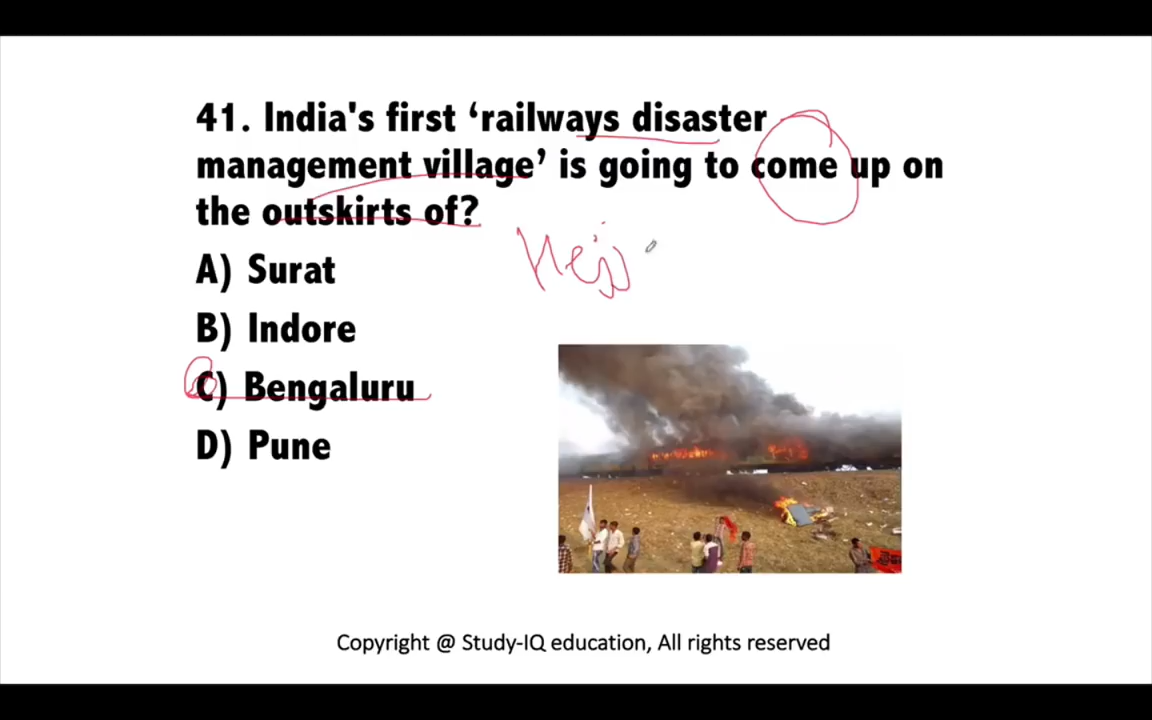 41. India's first ‘railways disaster
management village’ is going to come up on
the outskirts of?
Hejj
A) Surat
B) Indore
C) Bengaluru
D) Pune
Copyright @ Study-IQ education, All rights reserved